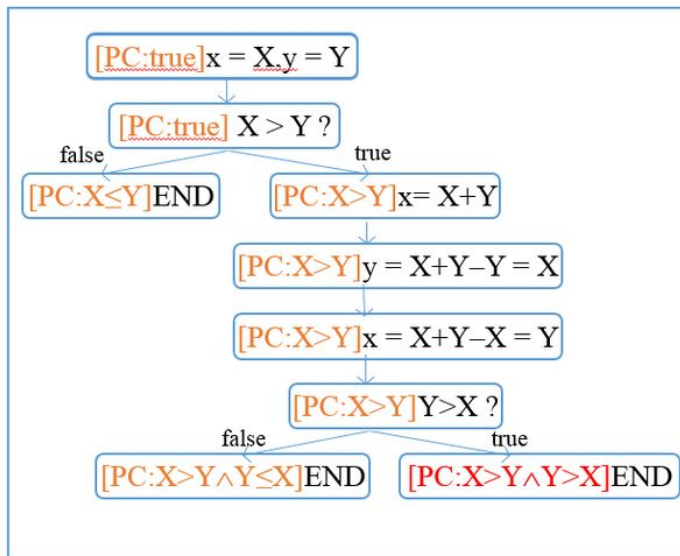 [PC:true]x = X,y = Y
[PC:true] X > Y ?
false
true
[PC:X≤Y]END
[PC:X>Y]x= X+Y
[PC:X>Y]y = X+Y–Y = X
[PC:X>Y]x = X+Y–X = Y
[PC:X>Y]Y>X ?
false
true
[PC:X>Y∧Y≤X]END
[PC:X>Y∧Y>X]END